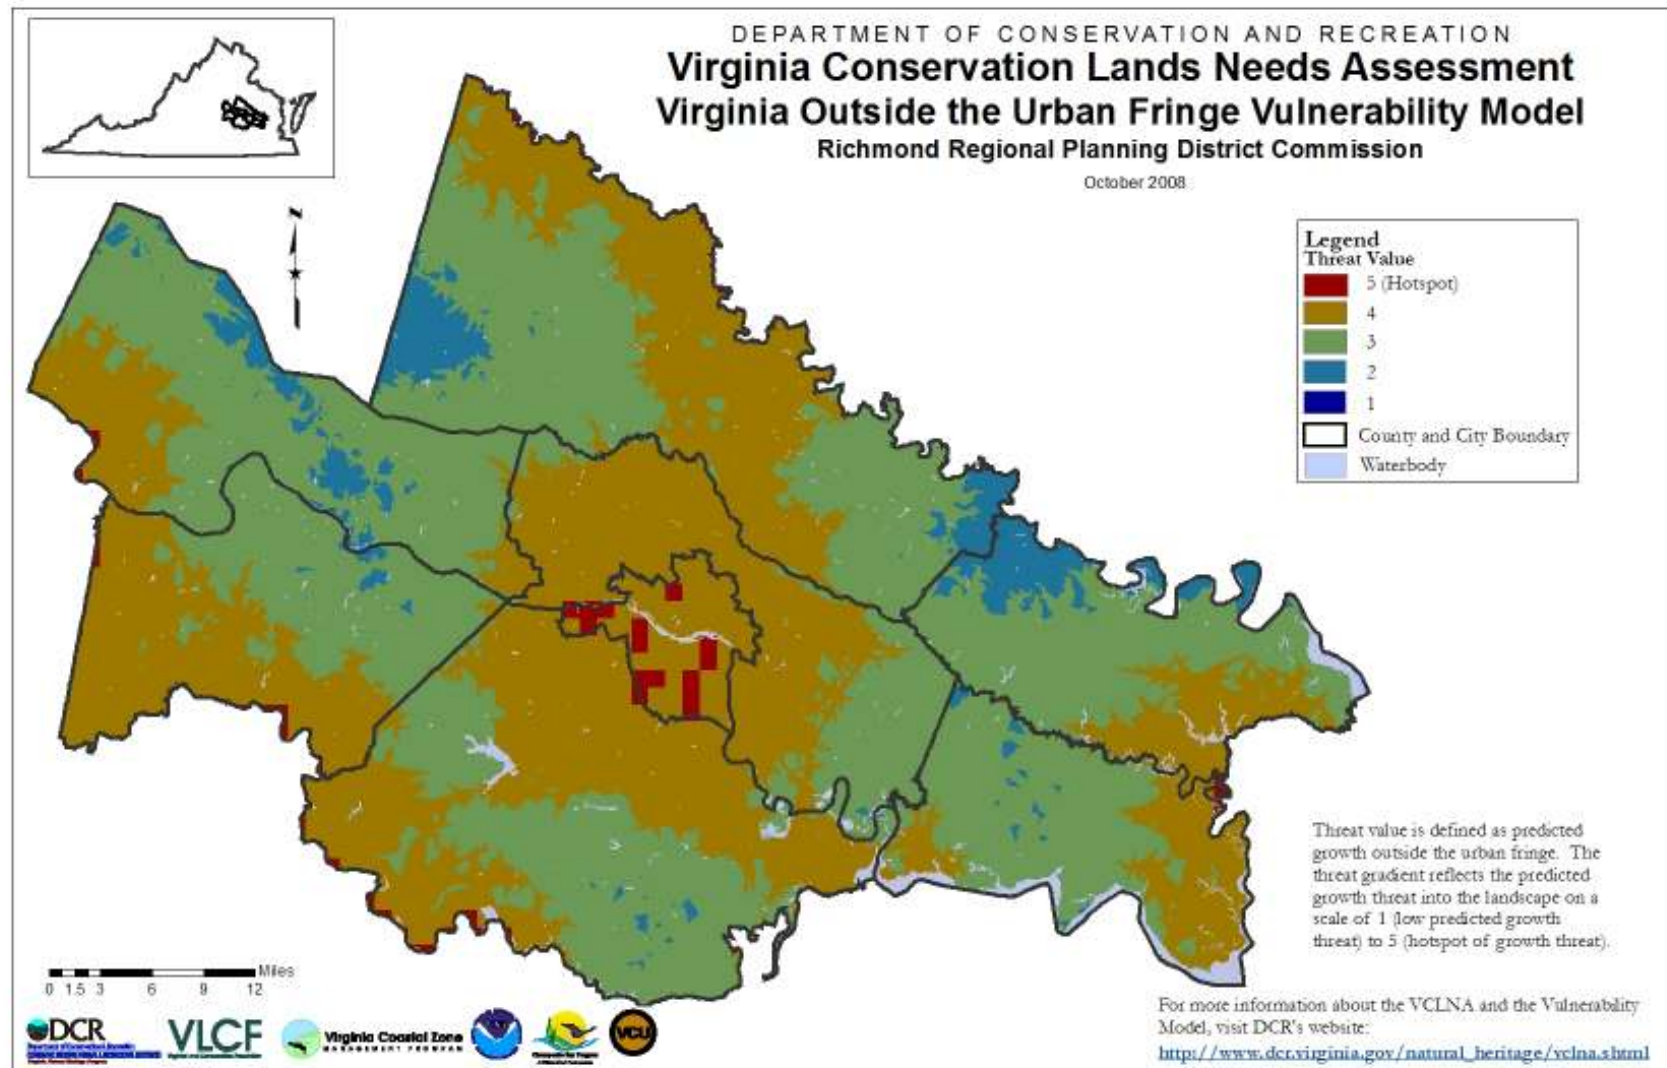 DEPARTMENT OF CONSERVATION AND RECREATION
Virginia Conservation Lands Needs Assessment
Virginia Outside the Urban Fringe Vulnerability Model
Richmond Regional Planning District Commission
October 2008
Legend
Threat Value
5 (Hotspot)
4
3
2
1
County and City Boundary
Waterbody
Threat value is defined as predicted
growth outside the urban fringe. The
threat gradient reflects the predicted
growth threat into the landscape on a
scale of 1 (low predicted growth
threat) to 5 (hotspot of growth threat).
Miles
0 1.5 3 6 9 12
DCR
VLCF
Virginia Coastal Zone
MANAGEMENT PROGRAM
VCU
For more information about the VCLNA and the Vulnerability
Model, visit DCR's website:
http://www.dcr.virginia.gov/natural_heritage/vclna.shtml